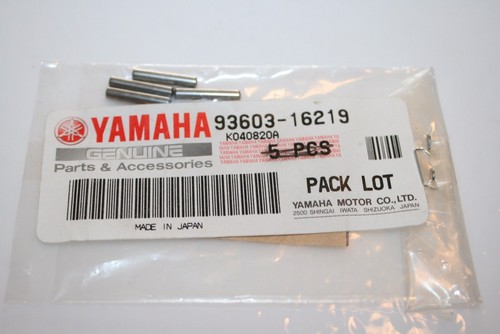 YAMAHA 93603-16219
K040820A
GENUINE
Parts & Accessories
5 PCS
PACK LOT
MADE IN JAPAN
YAMAHA MOTOR CO.,LTD.
2500 SHINGAI IWATA SHIZUOKA JAPAN